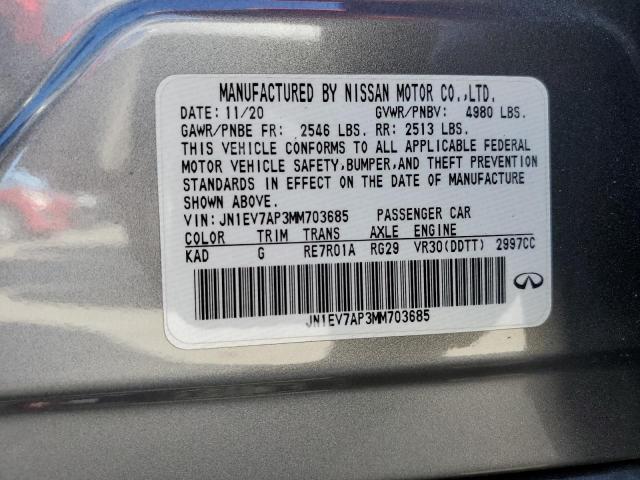 MANUFACTURED BY NISSAN MOTOR CO.,LTD.
DATE: 11/20 GVWR/PNBV: 4980 LBS.
GAWR/PNBE FR: 2546 LBS. RR: 2513 LBS.
THIS VEHICLE CONFORMS TO ALL APPLICABLE FEDERAL
MOTOR VEHICLE SAFETY,BUMPER,AND THEFT PREVENTION
STANDARDS IN EFFECT ON THE DATE OF MANUFACTURE
SHOWN ABOVE.
VIN:JN1EV7AP3MM703685 PASSENGER CAR
COLOR TRIM TRANS AXLE ENGINE
KAD G RE7R01A RG29 VR30(DDTT) 2997CC
JN1EV7AP3MM703685